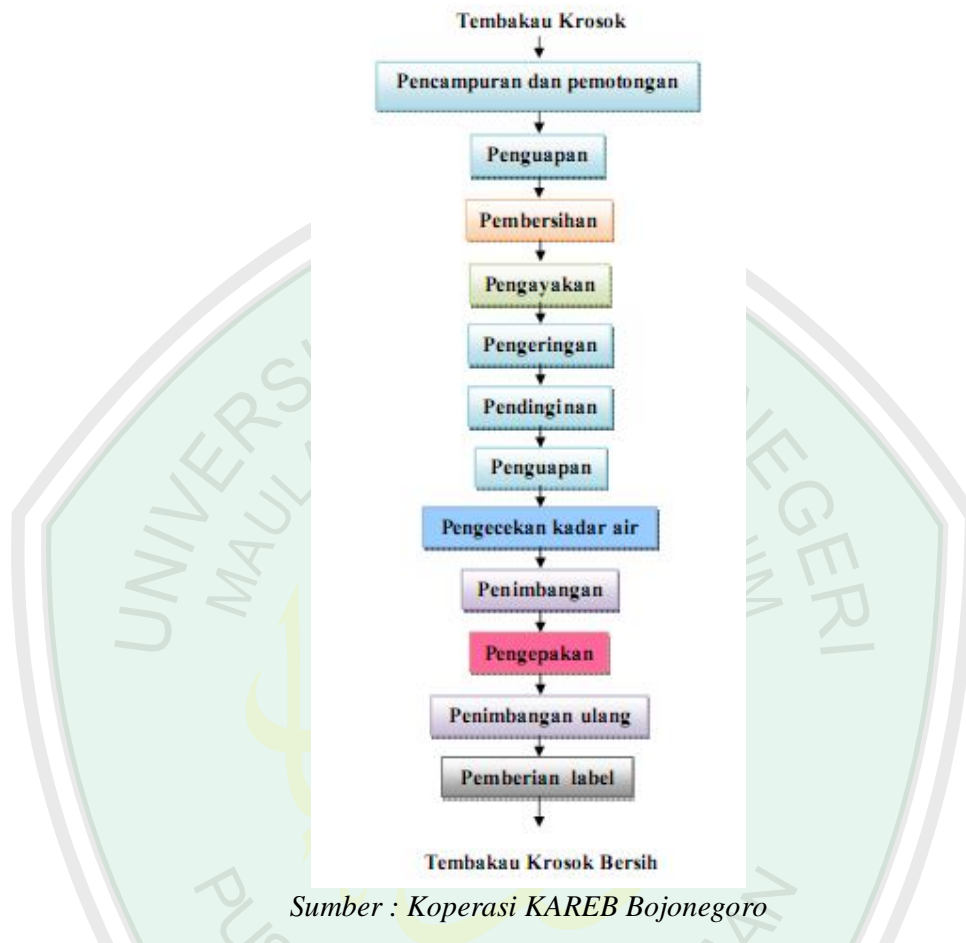 Tembakau Krosok
Pencampuran dan pemotongan
Penguapan
Pembersihan
Pengayakan
Pengeringan
Pendinginan
Penguapan
Pengecekan kadar air
Penimbangan
Pengepakan
Penimbangan ulang
Pemberian label
Tembakau Krosok Bersih
Sumber : Koperasi KAREB Bojonegoro